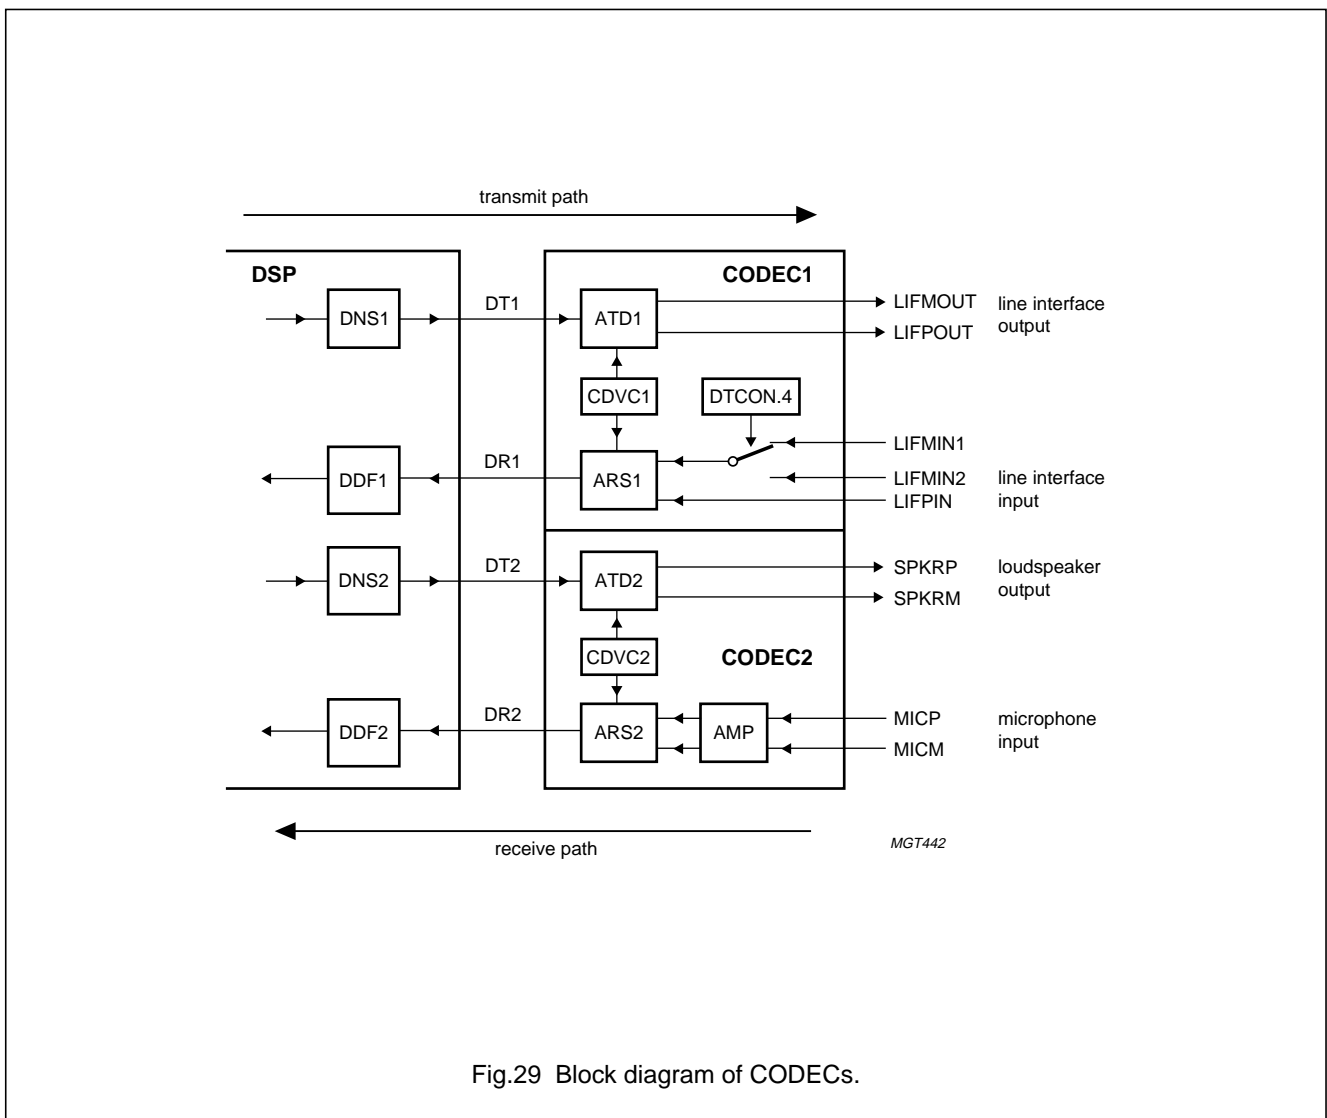 transmit path
DSP
CODEC1
DNS1
DT1
ATD1
LIFMOUT
LIFPOUT
line interface
output
CDVC1
DTCON.4
DDF1
DR1
ARS1
LIFMIN1
LIFMIN2
LIFPIN
line interface
input
DNS2
DT2
ATD2
SPKRP
SPKRM
loudspeaker
output
CDVC2
CODEC2
DDF2
DR2
ARS2
AMP
MICP
MICM
microphone
input
receive path
MGT442
Fig.29 Block diagram of CODECs.